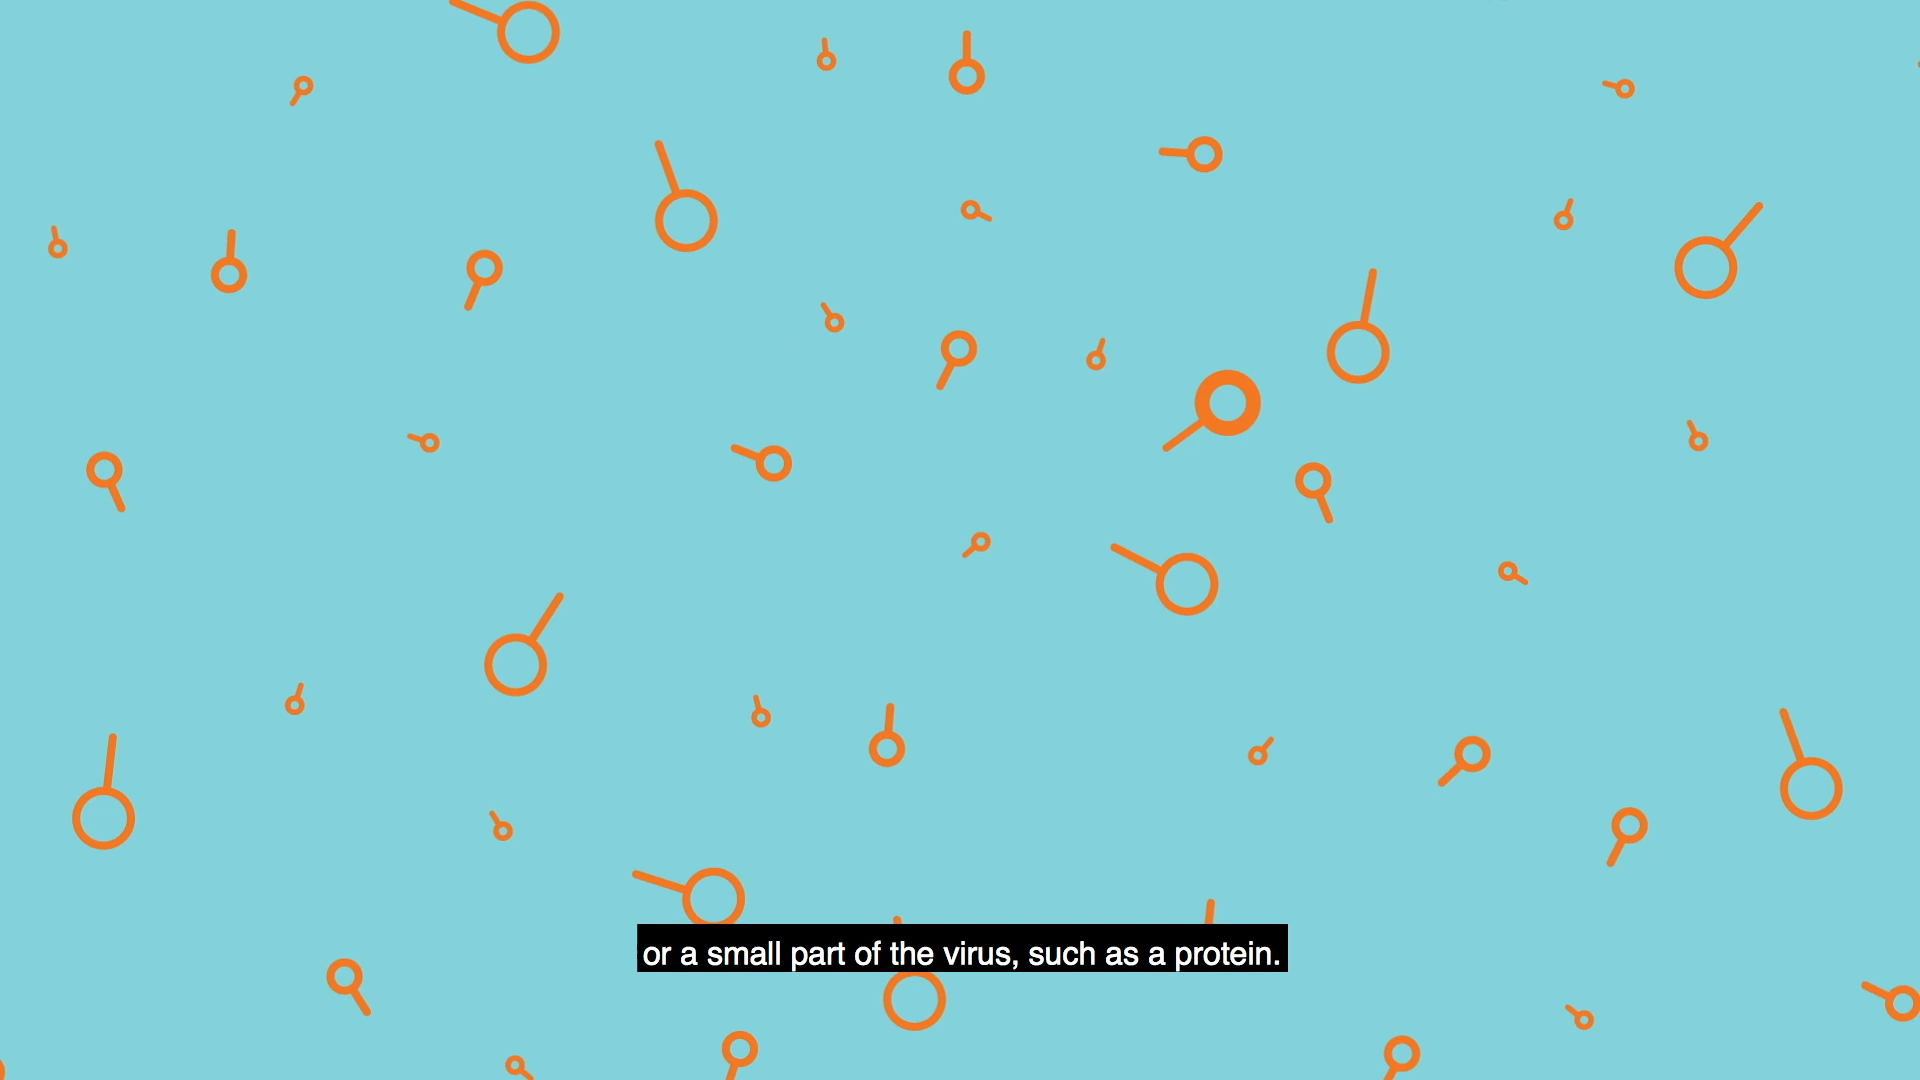 or a small part of the virus, such as a protein.